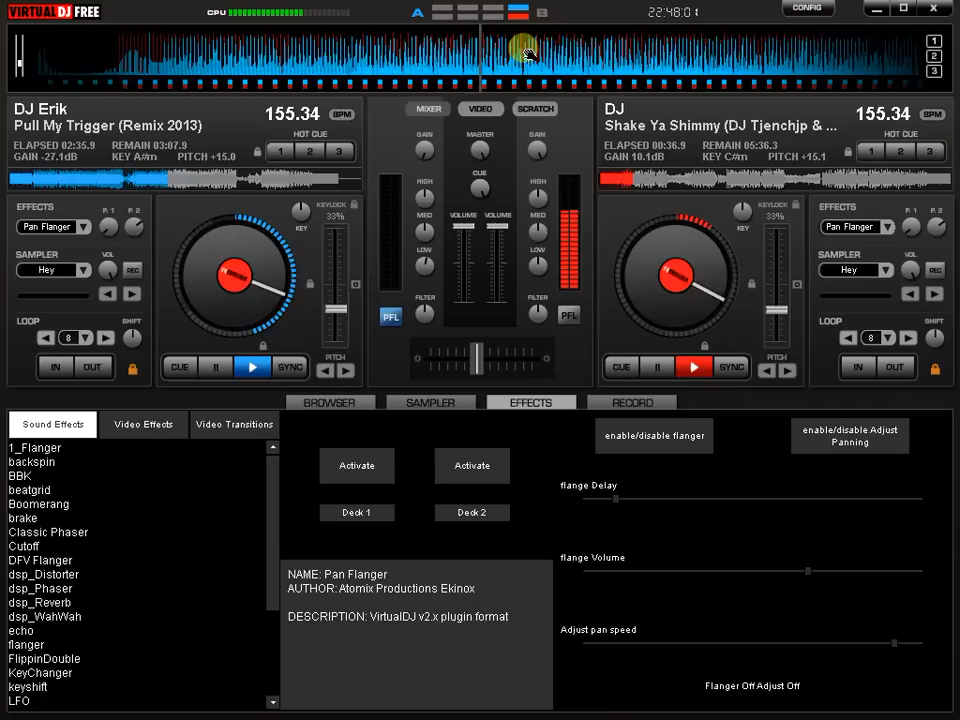 VIRTUAL DJ FREE
CPU
A
B
22:48:01
CONFIG
1
2
3
DJ Erik
155.34 BPM
Pull My Trigger (Remix 2013)
HOT CUE
ELAPSED 02:35.9 REMAIN 03:07.9
GAIN -27.1dB KEY A#m PITCH +15.0
1 2 3
MIXER VIDEO SCRATCH
DJ
155.34 BPM
Shake Ya Shimmy (DJ Tjenchjp & ...
HOT CUE
ELAPSED 00:36.9 REMAIN 05:36.9
GAIN 10.1dB KEY C#m PITCH +15.1
1 2 3
EFFECTS P. 1 P. 2
Pan Flanger
SAMPLER VOL
Hey REC
LOOP SHIFT
8
IN OUT
KEYLOCK
33%
KEY
CUE SYNC
PITCH
GAIN MASTER GAIN
HIGH CUE HIGH
MED VOLUME VOLUME MED
LOW LOW
FILTER FILTER
PFL PFL
KEYLOCK
33%
KEY
CUE SYNC
PITCH
EFFECTS P. 1 P. 2
Pan Flanger
SAMPLER VOL
Hey REC
LOOP SHIFT
8
IN OUT
BROWSER SAMPLER EFFECTS RECORD
Sound Effects Video Effects Video Transitions
1_Flanger
backspin
BBK
beatgrid
Boomerang
brake
Classic Phaser
Cutoff
DFV Flanger
dsp_Distorter
dsp_Phaser
dsp_Reverb
dsp_WahWah
echo
flanger
FlippinDouble
KeyChanger
keyshift
LFO
Activate Activate
Deck 1 Deck 2
NAME: Pan Flanger
AUTHOR: Atomix Productions Ekinox
DESCRIPTION: VirtualDJ v2.x plugin format
enable/disable flanger
enable/disable Adjust
Panning
flange Delay
flange Volume
Adjust pan speed
Flanger Off Adjust Off